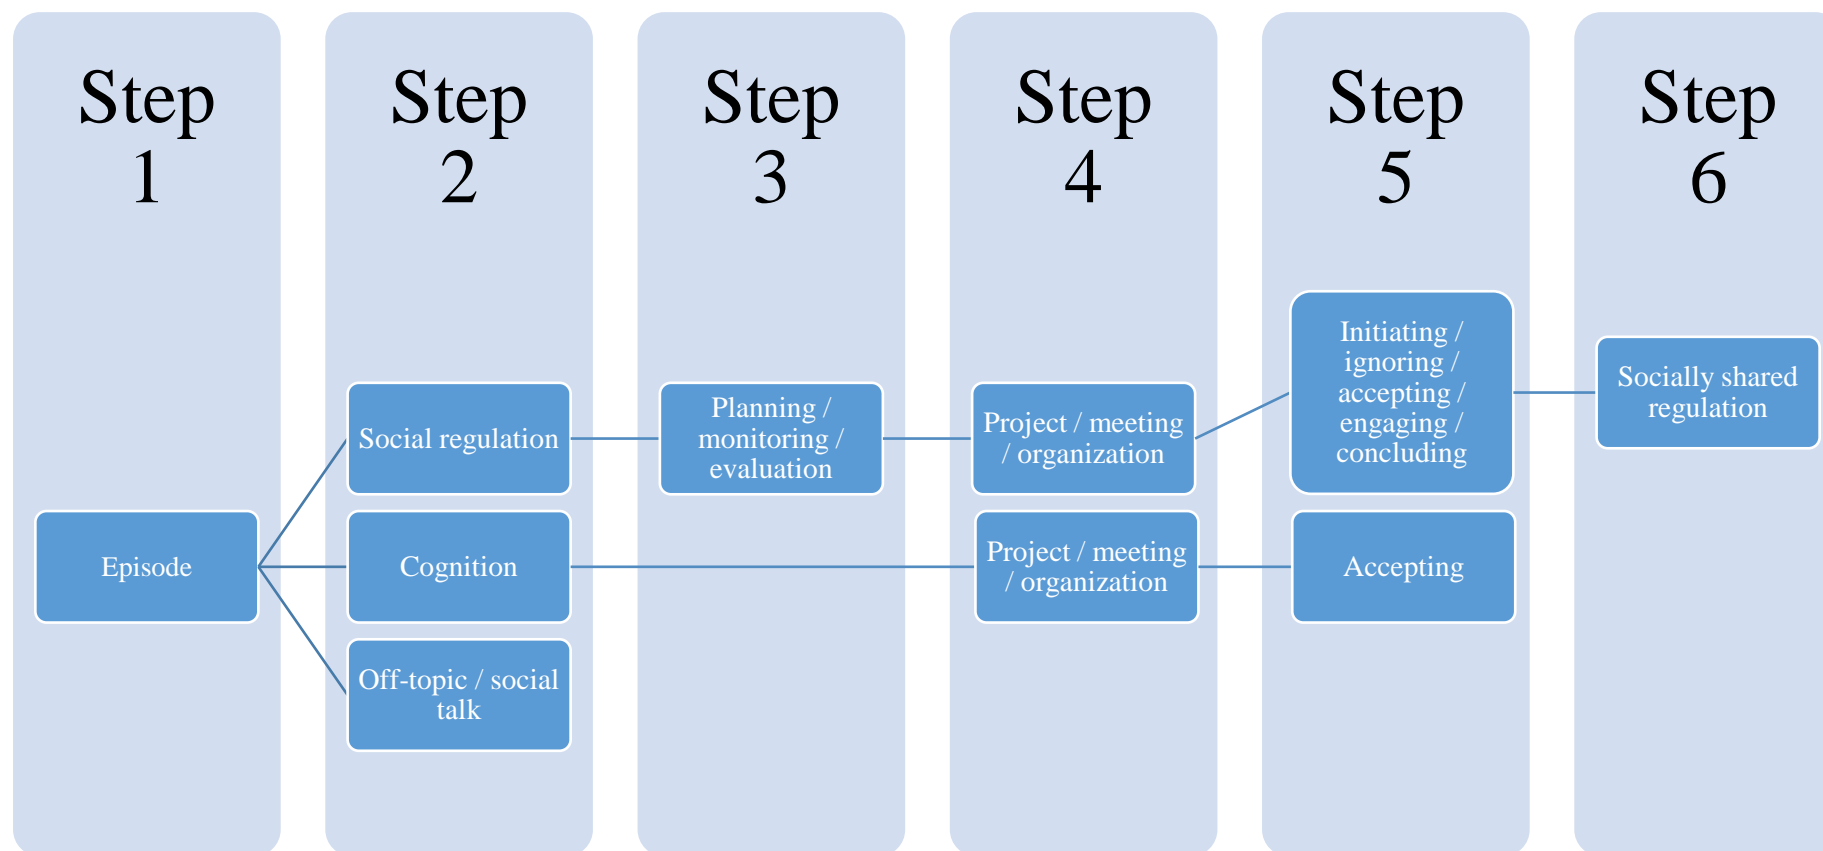 Step
1
Step
2
Step
3
Step
4
Step
5
Step
6
Episode
Social regulation
Cognition
Off-topic / social
talk
Planning /
monitoring /
evaluation
Project / meeting
/ organization
Project / meeting
/ organization
Initiating /
ignoring /
accepting /
engaging /
concluding
Accepting
Socially shared
regulation